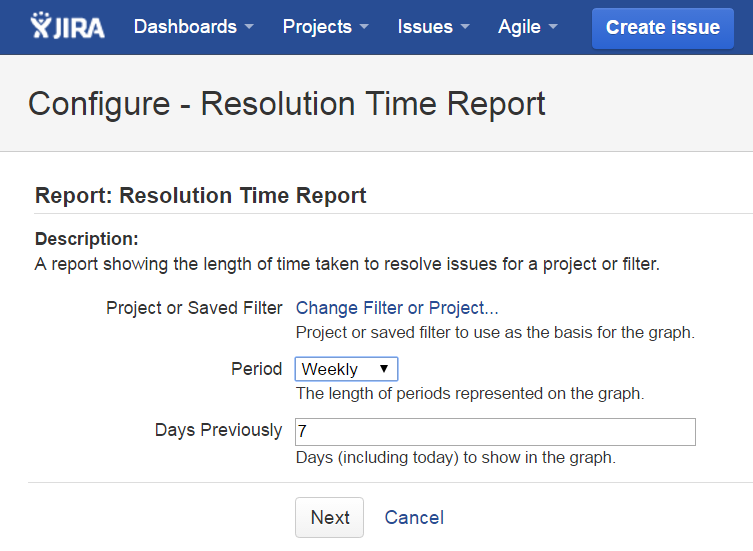 JIRA Dashboards Projects Issues Agile Create issue
Configure - Resolution Time Report
Report: Resolution Time Report
Description:
A report showing the length of time taken to resolve issues for a project or filter.
Project or Saved Filter Change Filter or Project...
Project or saved filter to use as the basis for the graph.
Period Weekly
The length of periods represented on the graph.
Days Previously 7
Days (including today) to show in the graph.
Next Cancel